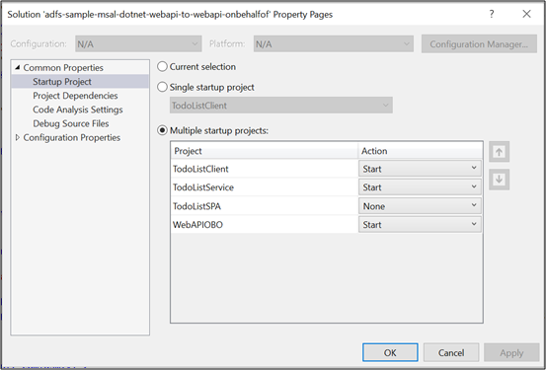 Solution 'adfs-sample-msal-dotnet-webapi-to-webapi-onbehalfof' Property Pages
? ×
Configuration: N/A Platform: N/A Configuration Manager...
Common Properties
Startup Project
Project Dependencies
Code Analysis Settings
Debug Source Files
Configuration Properties
Current selection
Single startup project
TodoListClient
Multiple startup projects:
Project Action
TodoListClient Start
TodoListService Start
TodoListSPA None
WebAPIOBO Start
OK Cancel Apply